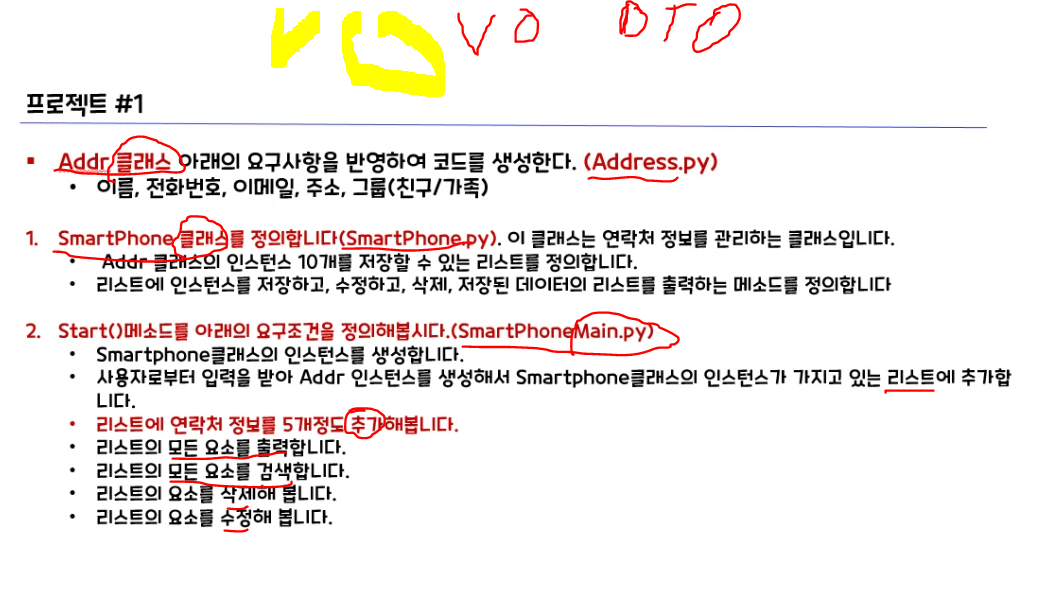 VO DTO
프로젝트 #1
▪ Addr 클래스 아래의 요구사항을 반영하여 코드를 생성한다. (Address.py)
• 이름, 전화번호, 이메일, 주소, 그룹(친구/가족)
1. SmartPhone 클래스를 정의합니다(SmartPhone.py). 이 클래스는 연락처 정보를 관리하는 클래스입니다.
• Addr 클래스의 인스턴스 10개를 저장할 수 있는 리스트를 정의합니다.
• 리스트에 인스턴스를 저장하고, 수정하고, 삭제, 저장된 데이터의 리스트를 출력하는 메소드를 정의합니다
2. Start()메소드를 아래의 요구조건을 정의해봅시다.(SmartPhoneMain.py)
• Smartphone클래스의 인스턴스를 생성합니다.
• 사용자로부터 입력을 받아 Addr 인스턴스를 생성해서 Smartphone클래스의 인스턴스가 가지고 있는 리스트에 추가합
니다.
• 리스트에 연락처 정보를 5개정도 추가해봅니다.
• 리스트의 모든 요소를 출력합니다.
• 리스트의 모든 요소를 검색합니다.
• 리스트의 요소를 삭제해 봅니다.
• 리스트의 요소를 수정해 봅니다.